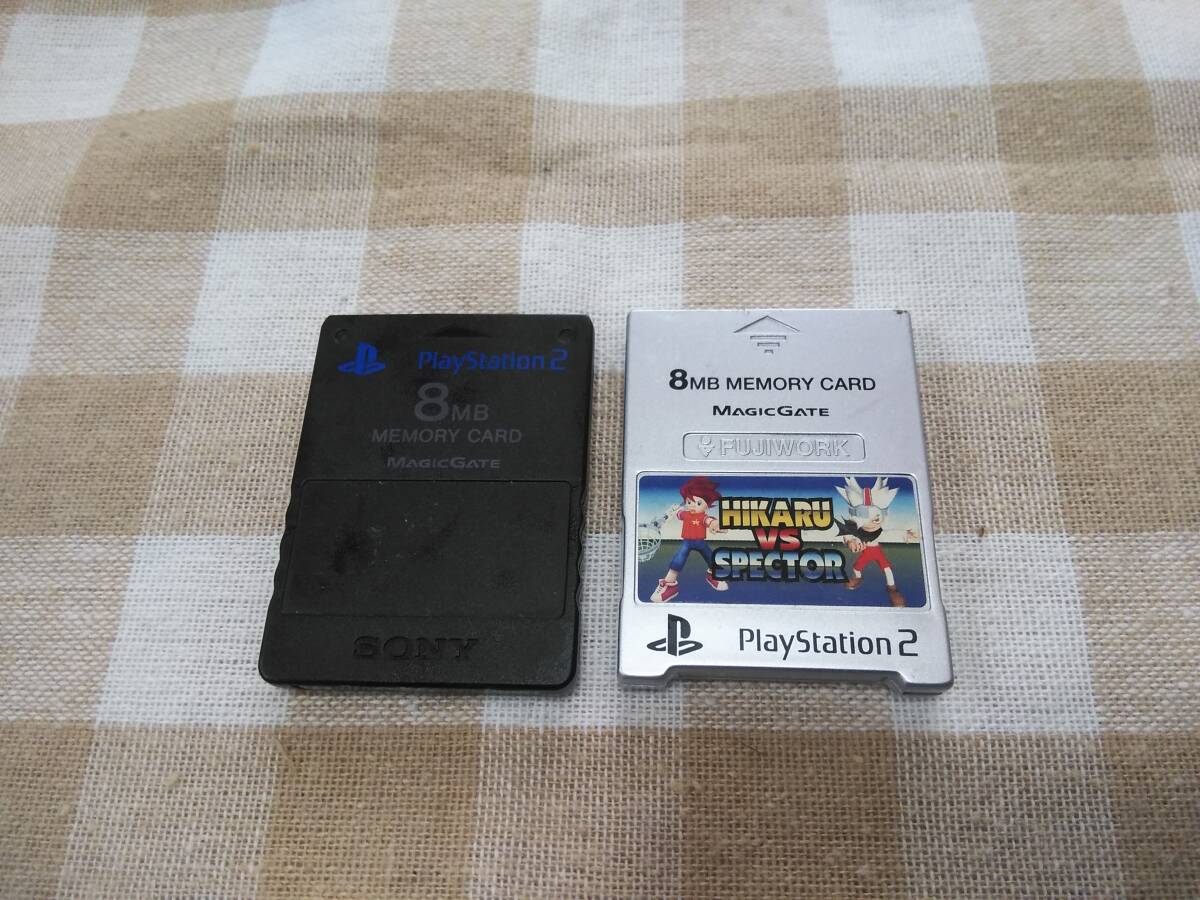 PlayStation 2
8MB
MEMORY CARD
MAGICGATE
SONY
8MB MEMORY CARD
MAGICGATE
FUJIWORK
HIKARU
VS
SPECTOR
PlayStation 2